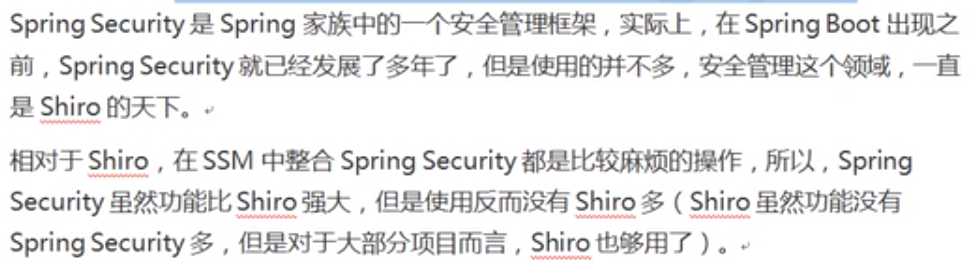 Spring Security 是 Spring 家族中的一个安全管理框架，实际上，在 Spring Boot 出现之
前，Spring Security 就已经发展了多年了，但是使用的并不多，安全管理这个领域，一直
是 Shiro 的天下。
相对于 Shiro，在 SSM 中整合 Spring Security 都是比较麻烦的操作，所以，Spring
Security 虽然功能比 Shiro 强大，但是使用反而没有 Shiro 多（Shiro 虽然功能没有
Spring Security 多，但是对于大部分项目而言，Shiro 也够用了）。